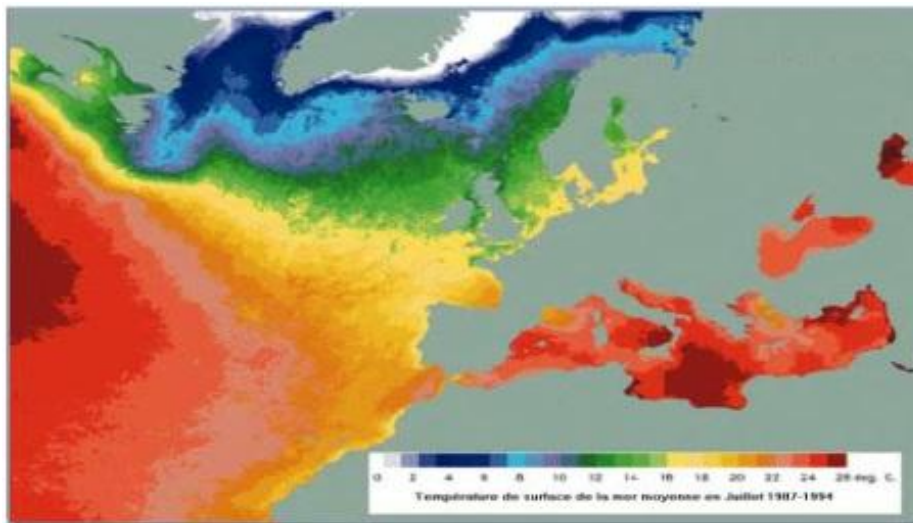 0 2 4 6 8 10 12 14 16 18 20 22 24 26 deg. C.
Température de surface de la mer moyenne en Juillet 1987-1994